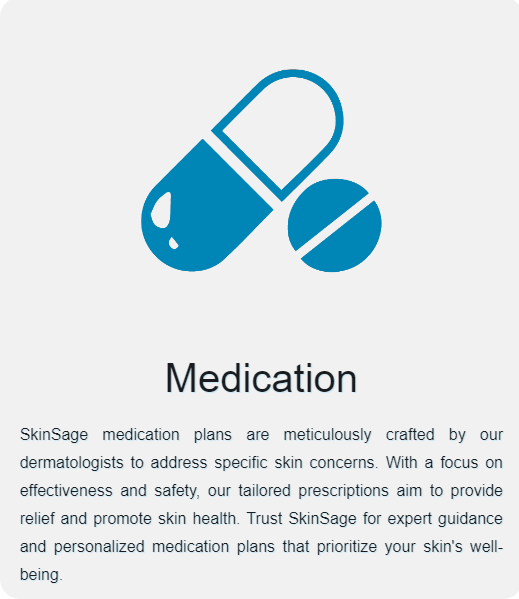 Medication
SkinSage medication plans are meticulously crafted by our
dermatologists to address specific skin concerns. With a focus on
effectiveness and safety, our tailored prescriptions aim to provide
relief and promote skin health. Trust SkinSage for expert guidance
and personalized medication plans that prioritize your skin's well-
being.